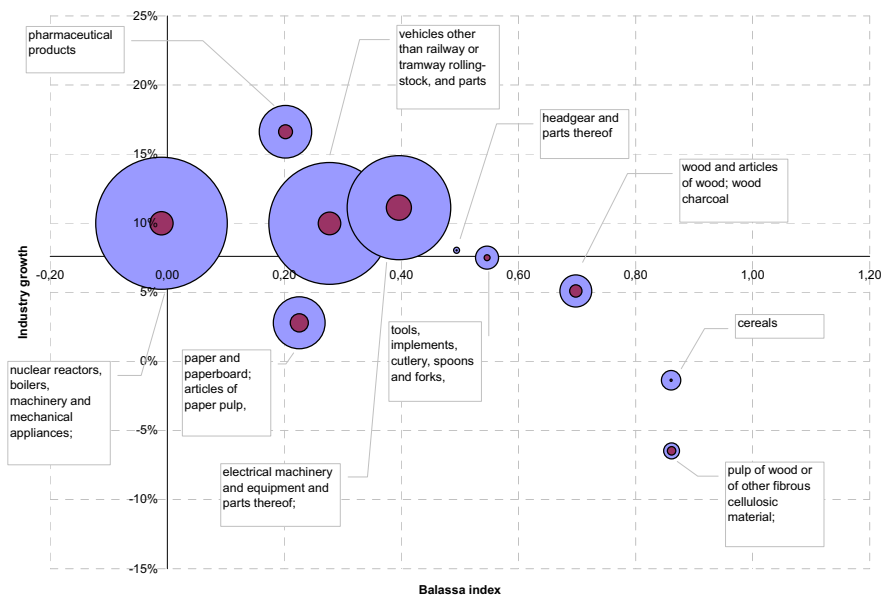 25%
pharmaceutical
products
vehicles other
than railway or
tramway rolling-
stock, and parts
20%
headgear and
parts thereof
15%
wood and articles
of wood; wood
charcoal
10%
Industry growth
-0,20
0,00
0,20
0,40
0,60
0,80
1,00
1,20
5%
tools,
implements,
cutlery, spoons
and forks,
cereals
paper and
paperboard;
articles of
paper pulp,
0%
nuclear reactors,
boilers,
machinery and
mechanical
appliances;
-5%
electrical machinery
and equipment and
parts thereof;
pulp of wood or
of other fibrous
cellulosic
material;
-10%
-15%
Balassa index